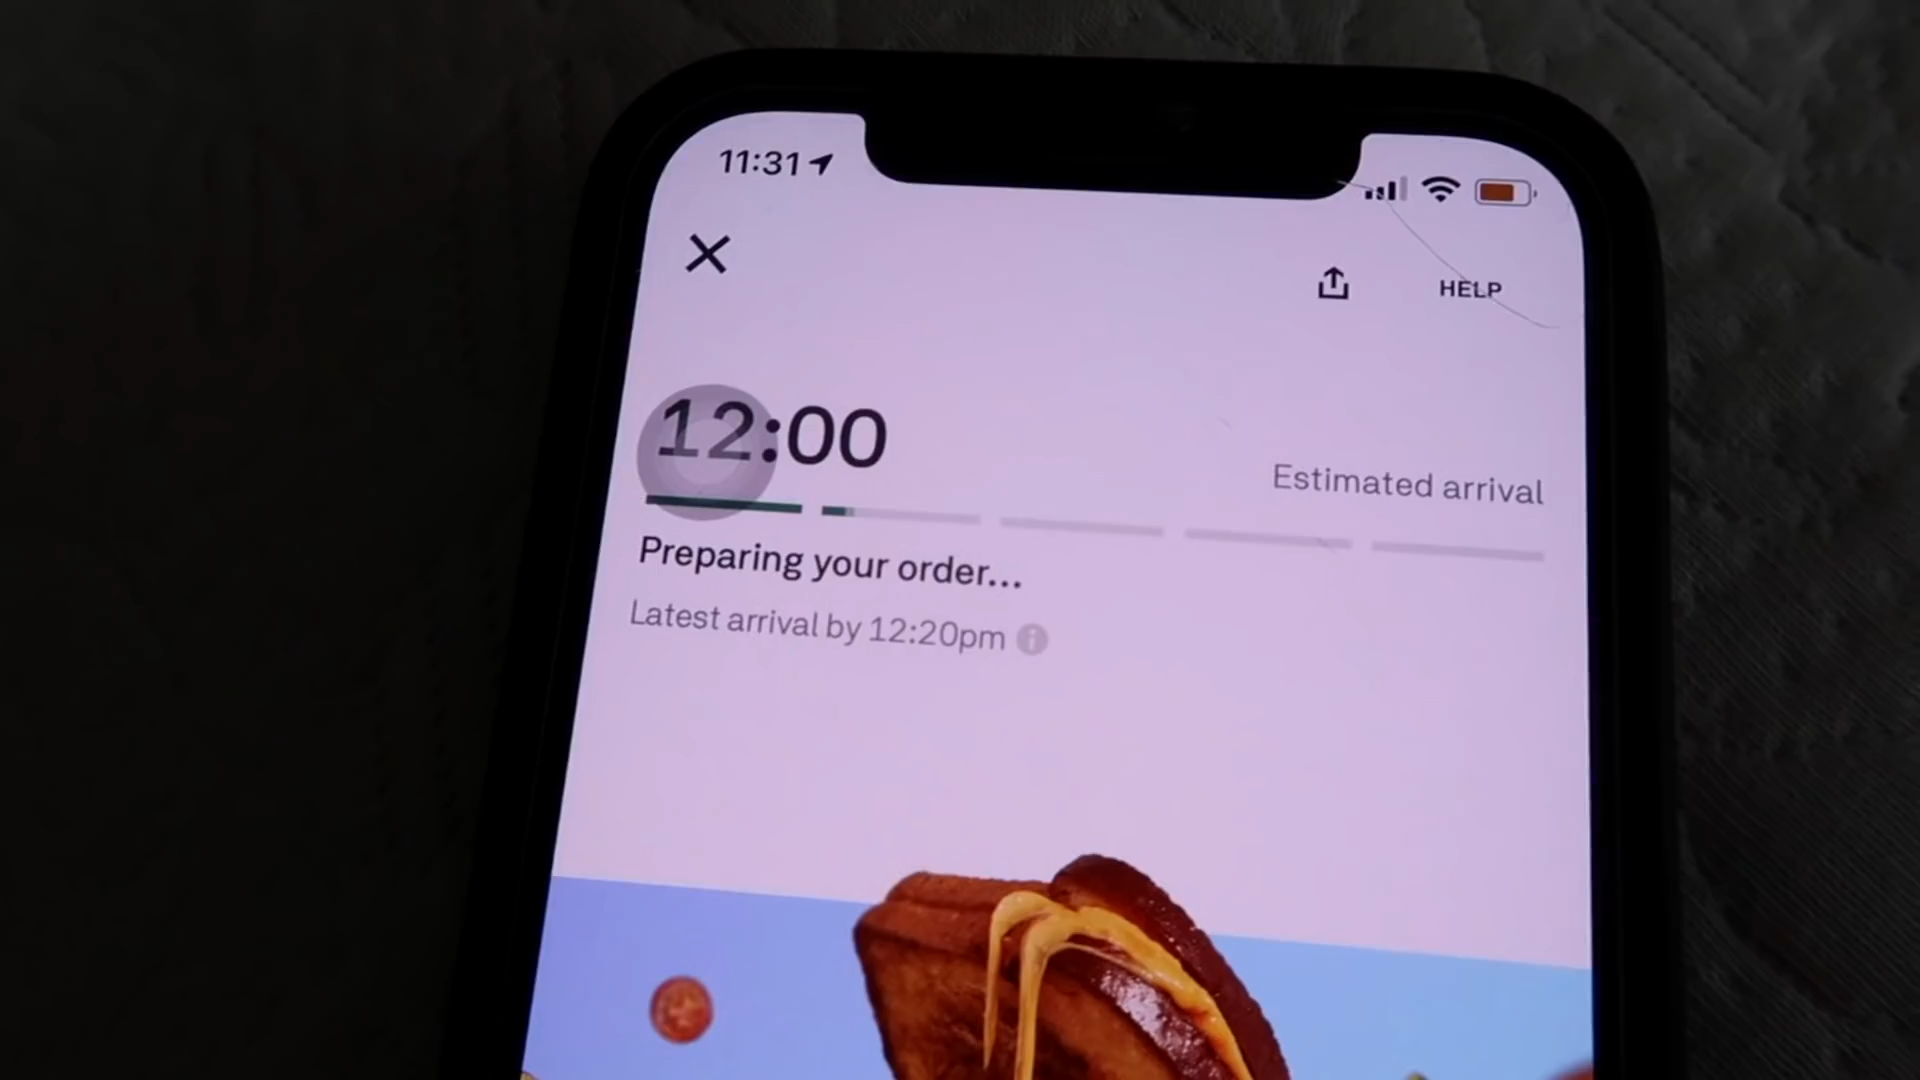 11:31
HELP
12:00
Estimated arrival
Preparing your order...
Latest arrival by 12:20pm